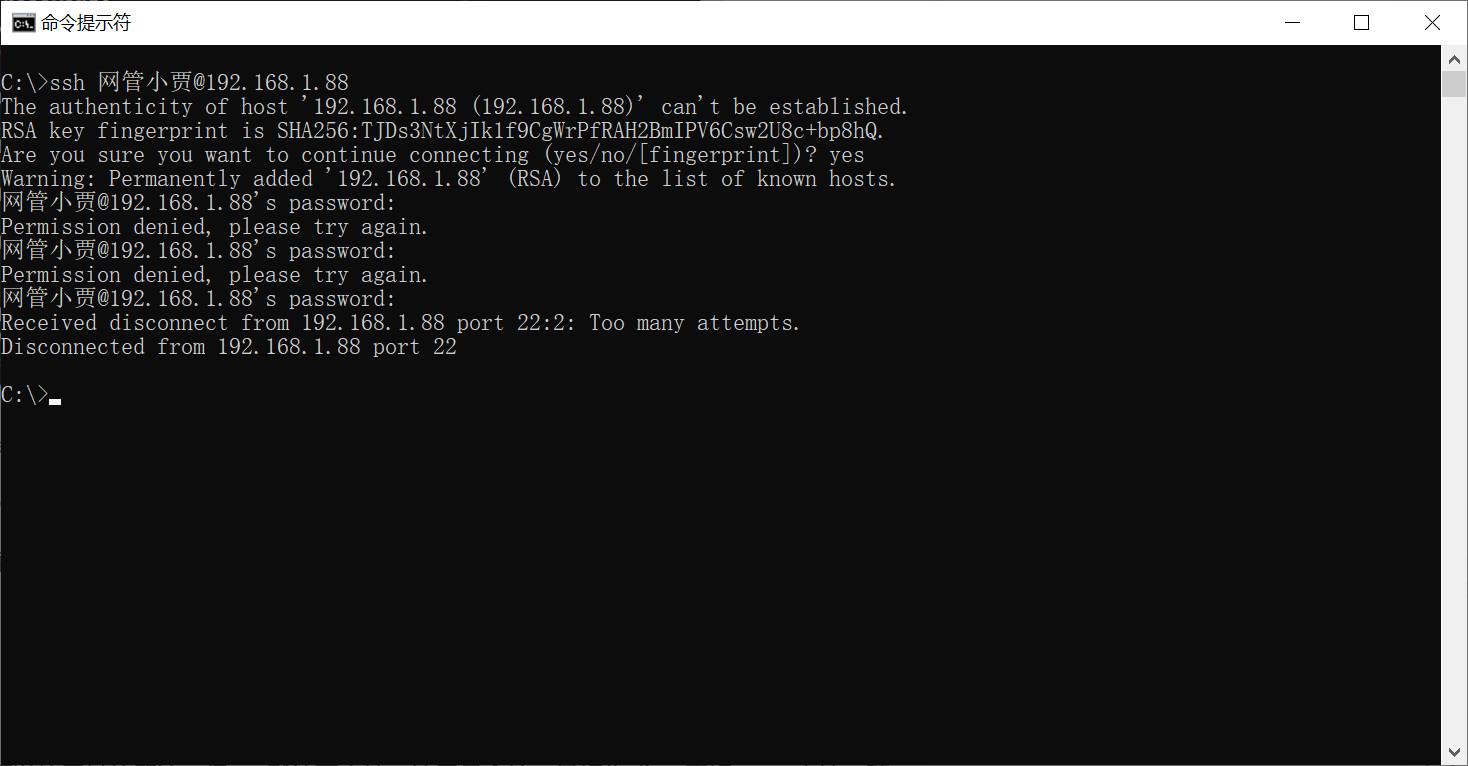 命令提示符
C:\>ssh 网管小贾@192.168.1.88
The authenticity of host '192.168.1.88 (192.168.1.88)' can't be established.
RSA key fingerprint is SHA256:TJDs3NtXjIk1f9CgWrPfRAH2BmIPV6Csw2U8c+bp8hQ.
Are you sure you want to continue connecting (yes/no/[fingerprint])? yes
Warning: Permanently added '192.168.1.88' (RSA) to the list of known hosts.
网管小贾@192.168.1.88's password:
Permission denied, please try again.
网管小贾@192.168.1.88's password:
Permission denied, please try again.
网管小贾@192.168.1.88's password:
Received disconnect from 192.168.1.88 port 22:2: Too many attempts.
Disconnected from 192.168.1.88 port 22
C:\>